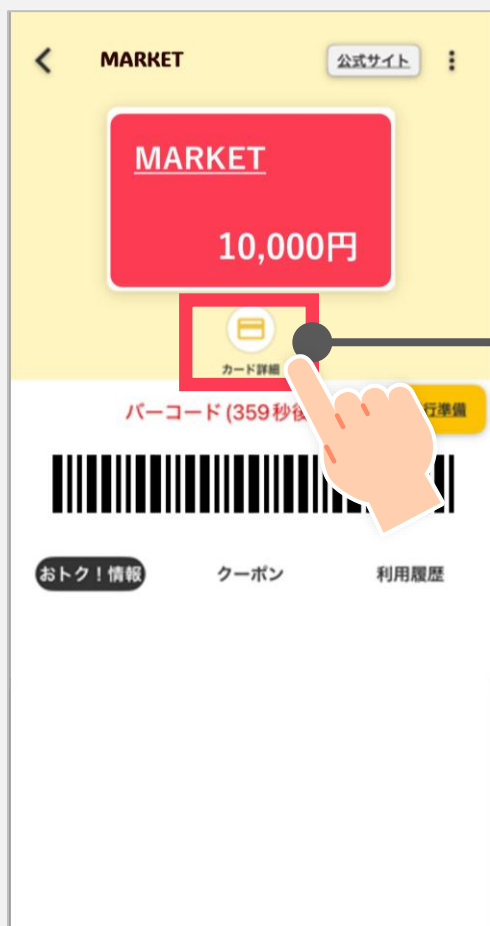 MARKET
公式サイト
MARKET
10,000円
カード詳細
バーコード (359秒後
行準備
おトク!情報
クーポン
利用履歴